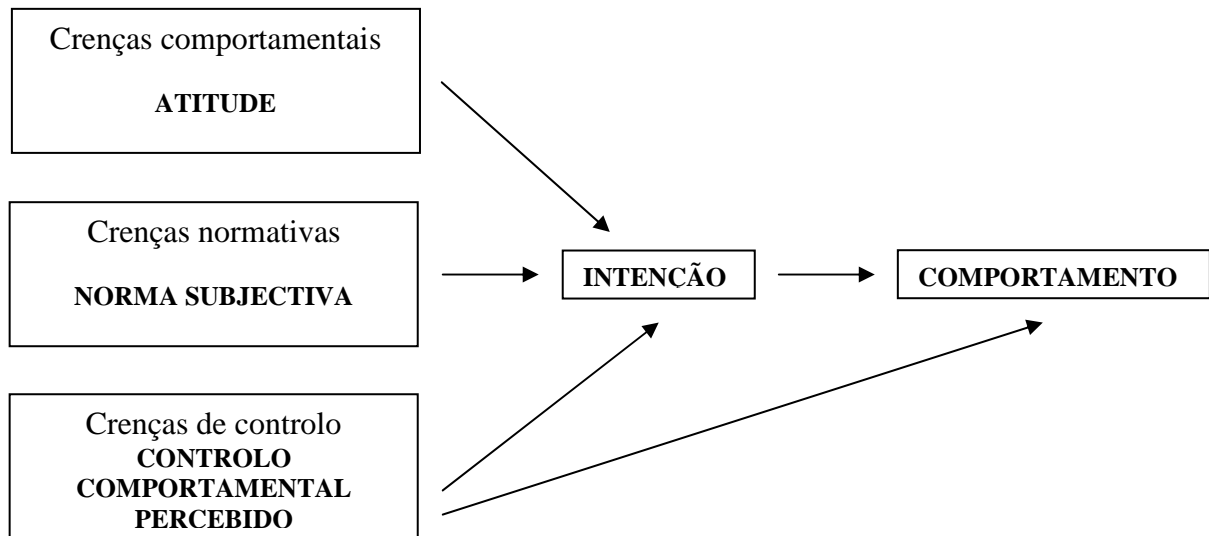 Crenças comportamentais
ATITUDE
Crenças normativas
NORMA SUBJECTIVA
INTENÇÃO
COMPORTAMENTO
Crenças de controlo
CONTROLO
COMPORTAMENTAL
PERCEBIDO